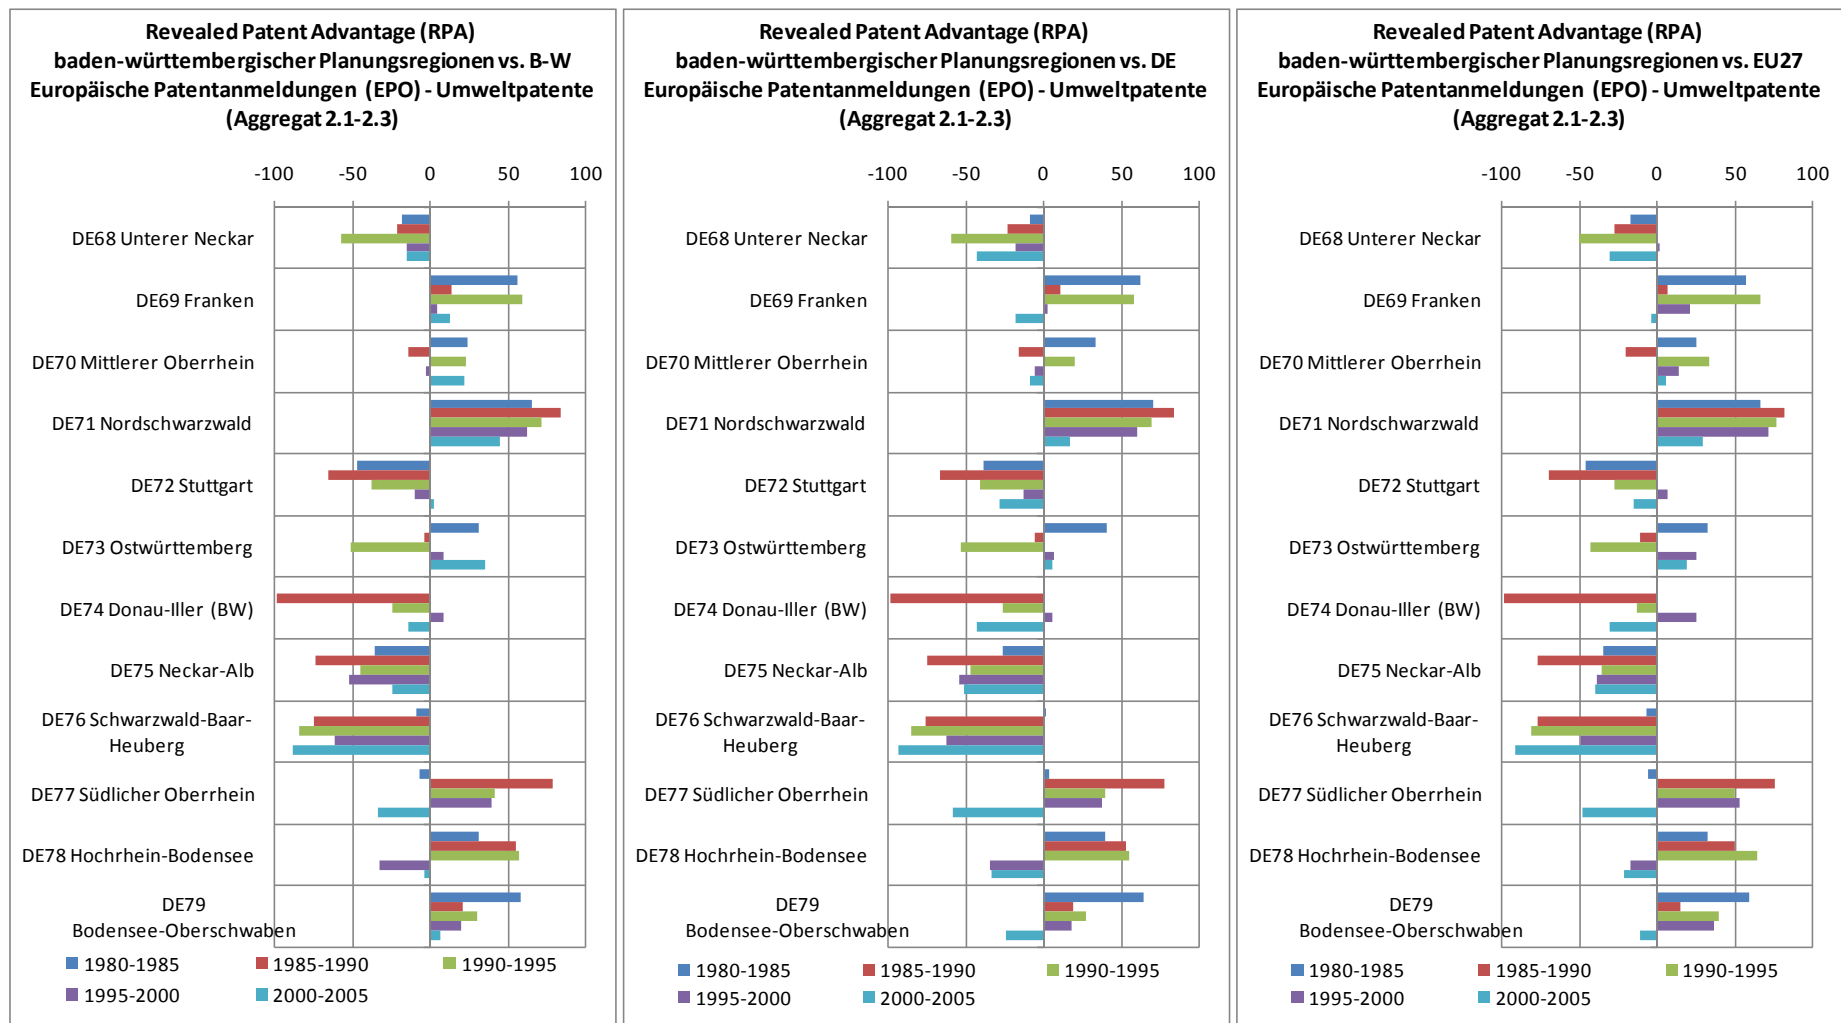 Revealed Patent Advantage (RPA)
baden-württembergischer Planungsregionen vs. B-W
Europäische Patentanmeldungen (EPO) - Umweltpatente
(Aggregat 2.1-2.3)
-100 -50 0 50 100
DE68 Unterer Neckar
DE69 Franken
DE70 Mittlerer Oberrhein
DE71 Nordschwarzwald
DE72 Stuttgart
DE73 Ostwürttemberg
DE74 Donau-Iller (BW)
DE75 Neckar-Alb
DE76 Schwarzwald-Baar-
Heuberg
DE77 Südlicher Oberrhein
DE78 Hochrhein-Bodensee
DE79
Bodensee-Oberschwaben
1980-1985 1985-1990 1990-1995
1995-2000 2000-2005
Revealed Patent Advantage (RPA)
baden-württembergischer Planungsregionen vs. DE
Europäische Patentanmeldungen (EPO) - Umweltpatente
(Aggregat 2.1-2.3)
-100 -50 0 50 100
DE68 Unterer Neckar
DE69 Franken
DE70 Mittlerer Oberrhein
DE71 Nordschwarzwald
DE72 Stuttgart
DE73 Ostwürttemberg
DE74 Donau-Iller (BW)
DE75 Neckar-Alb
DE76 Schwarzwald-Baar-
Heuberg
DE77 Südlicher Oberrhein
DE78 Hochrhein-Bodensee
DE79
Bodensee-Oberschwaben
1980-1985 1985-1990 1990-1995
1995-2000 2000-2005
Revealed Patent Advantage (RPA)
baden-württembergischer Planungsregionen vs. EU27
Europäische Patentanmeldungen (EPO) - Umweltpatente
(Aggregat 2.1-2.3)
-100 -50 0 50 100
DE68 Unterer Neckar
DE69 Franken
DE70 Mittlerer Oberrhein
DE71 Nordschwarzwald
DE72 Stuttgart
DE73 Ostwürttemberg
DE74 Donau-Iller (BW)
DE75 Neckar-Alb
DE76 Schwarzwald-Baar-
Heuberg
DE77 Südlicher Oberrhein
DE78 Hochrhein-Bodensee
DE79
Bodensee-Oberschwaben
1980-1985 1985-1990 1990-1995
1995-2000 2000-2005